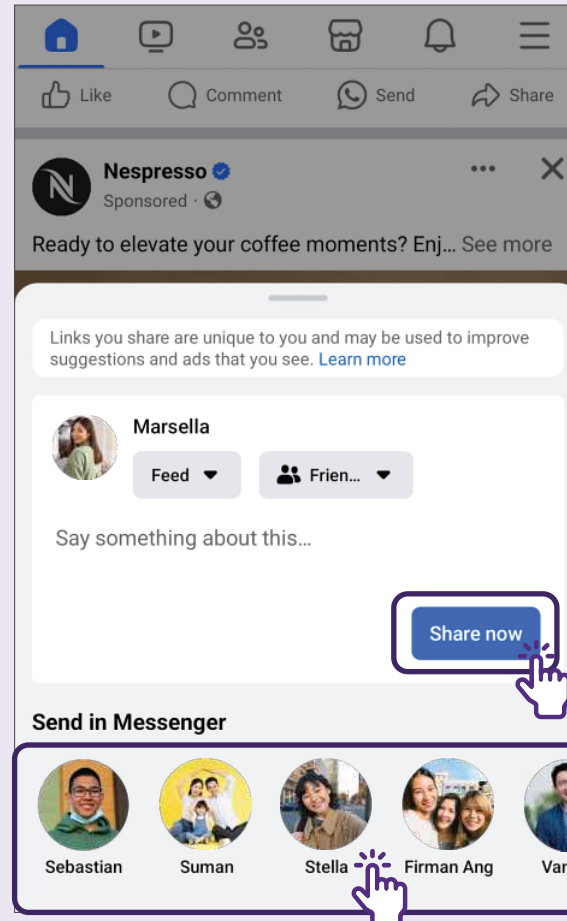 Like Comment Send Share
Nespresso
Sponsored ·
Ready to elevate your coffee moments? Enj... See more
Links you share are unique to you and may be used to improve
suggestions and ads that you see. Learn more
Marsella
Feed Frien...
Say something about this...
Share now
Send in Messenger
Sebastian Suman Stella Firman Ang Van